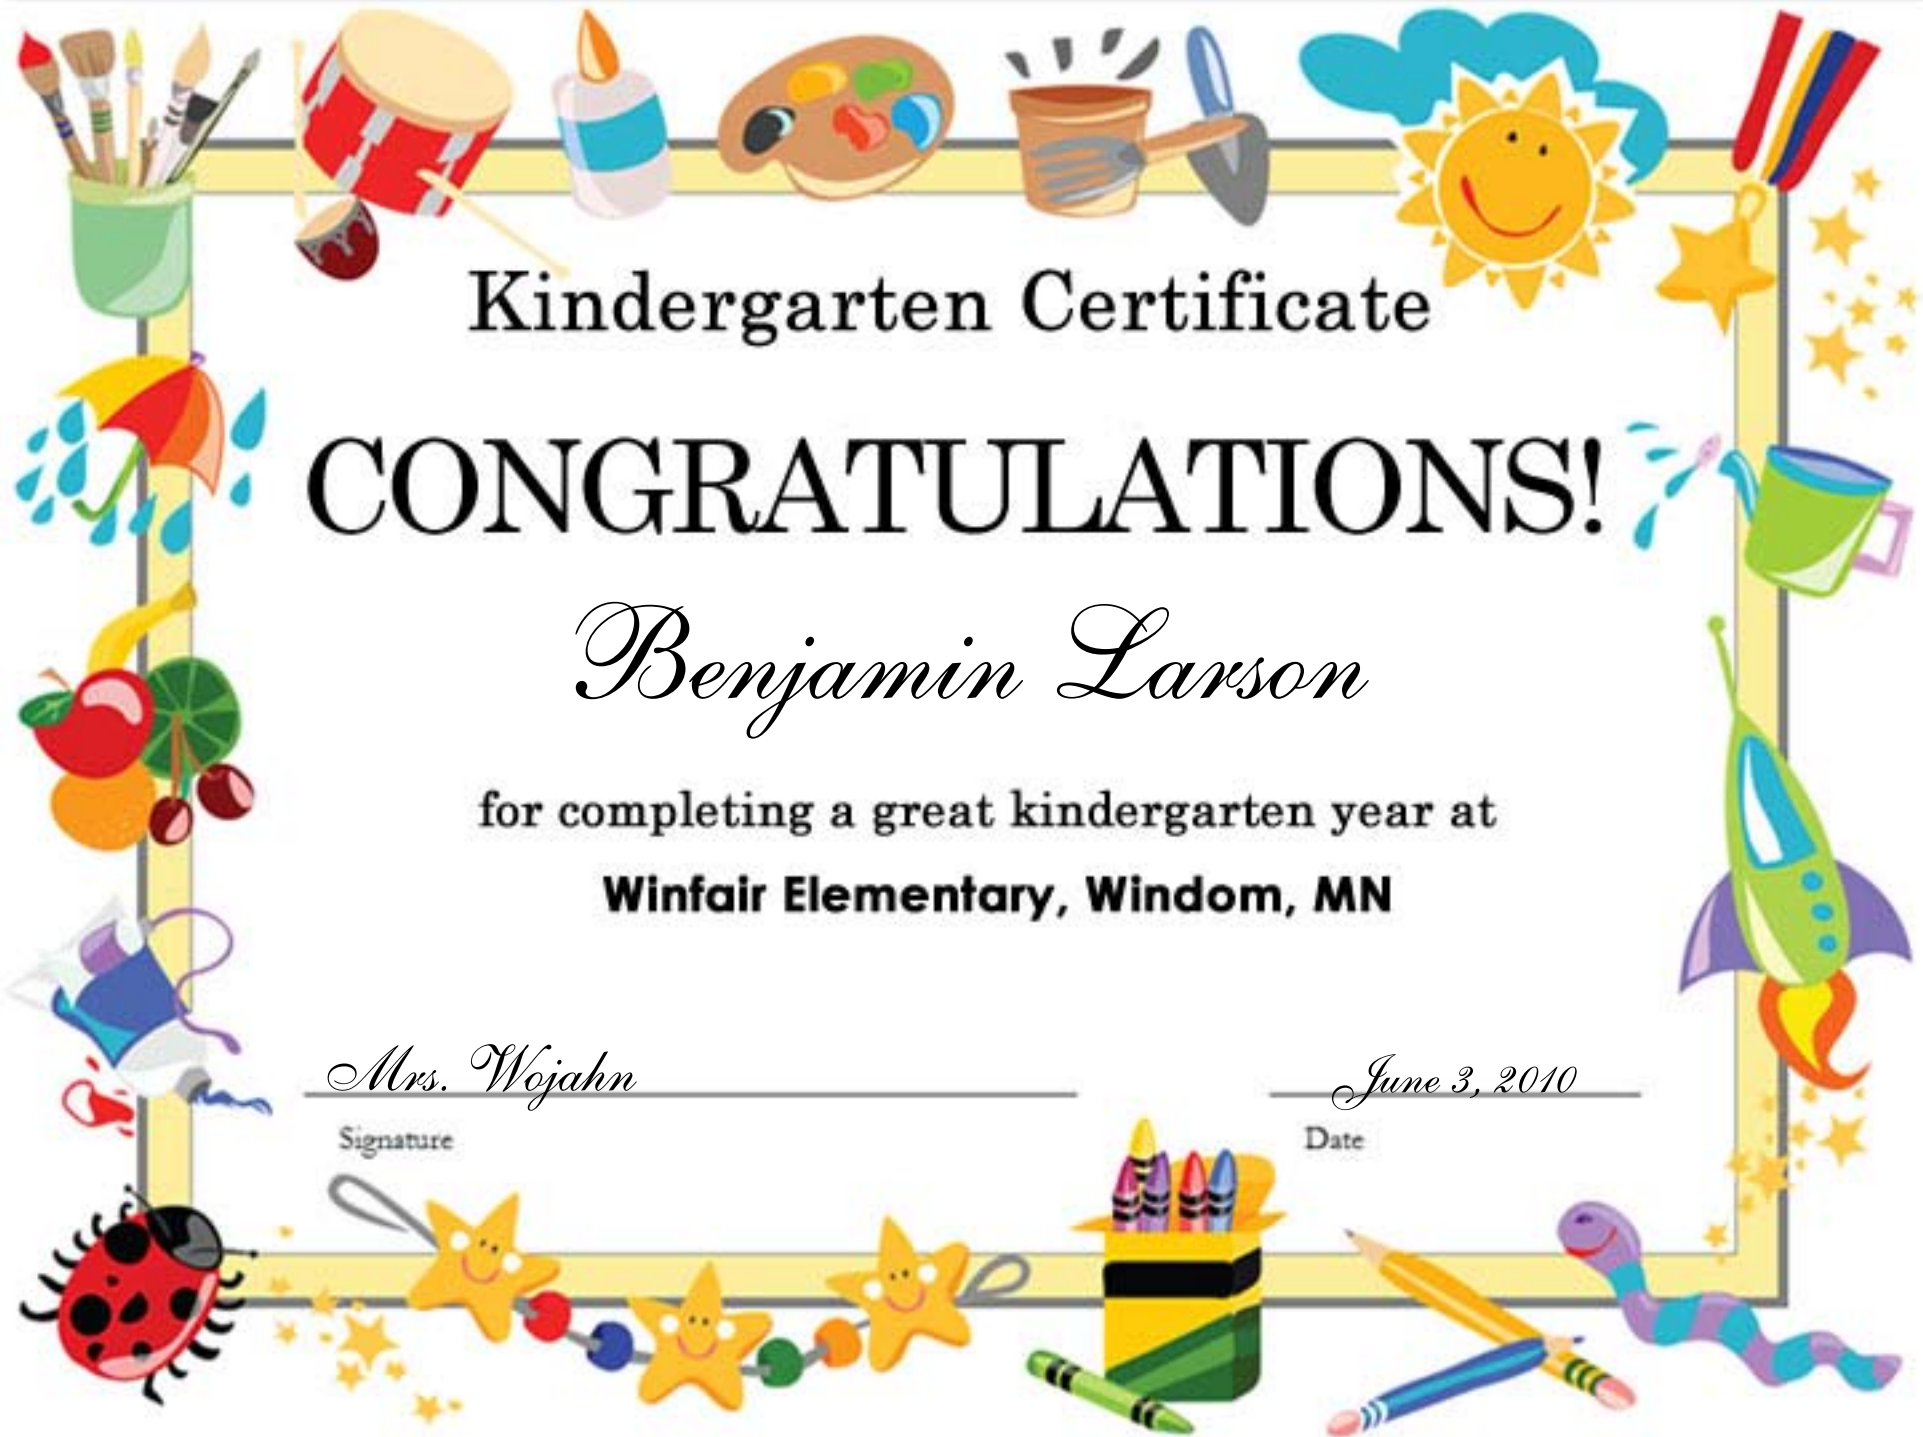 Kindergarten Certificate
CONGRATULATIONS!
Benjamin Larson
for completing a great kindergarten year at
Winfair Elementary, Windom, MN
Mrs. Wojahn June 3, 2010
Signature Date